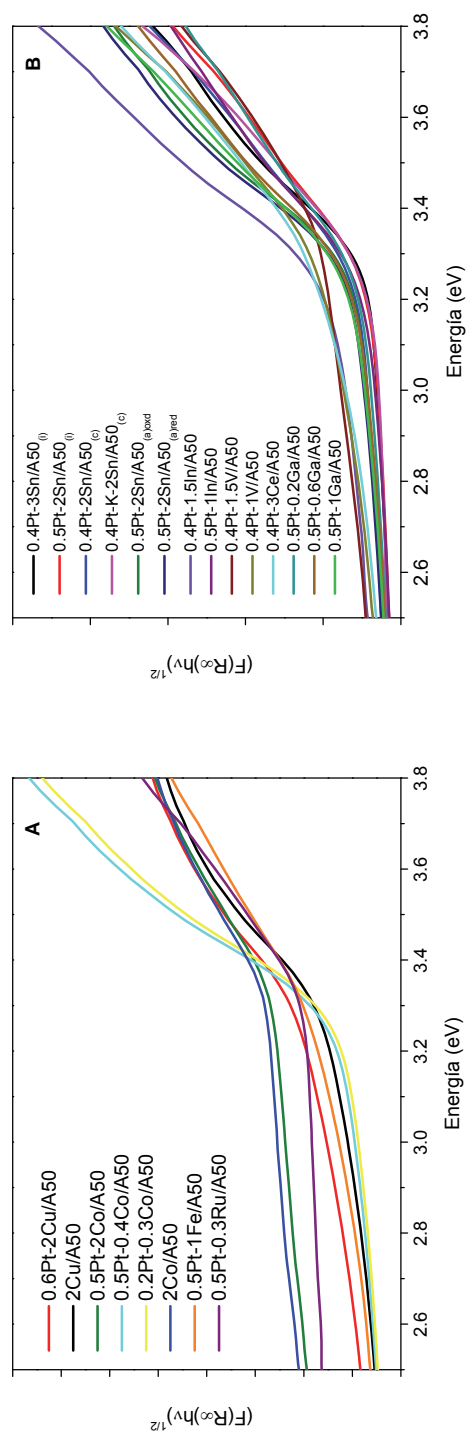 A
0.6Pt-2Cu/A50
2Cu/A50
0.5Pt-2Co/A50
0.5Pt-0.4Co/A50
0.2Pt-0.3Co/A50
2Co/A50
0.5Pt-1Fe/A50
0.5Pt-0.3Ru/A50
(F(R∞)hν)^1/2
2.6 2.8 3.0 3.2 3.4 3.6 3.8
Energía (eV)
B
0.4Pt-3Sn/A50(I)
0.5Pt-2Sn/A50(I)
0.4Pt-2Sn/A50(c)
0.4Pt-K-2Sn/A50(c)
0.5Pt-2Sn/A50(a)oxd
0.5Pt-2Sn/A50(a)red
0.4Pt-1.5In/A50
0.5Pt-1In/A50
0.4Pt-1.5V/A50
0.4Pt-1V/A50
0.4Pt-3Ce/A50
0.5Pt-0.2Ga/A50
0.5Pt-0.6Ga/A50
0.5Pt-1Ga/A50
(F(R∞)hν)^1/2
2.6 2.8 3.0 3.2 3.4 3.6 3.8
Energía (eV)